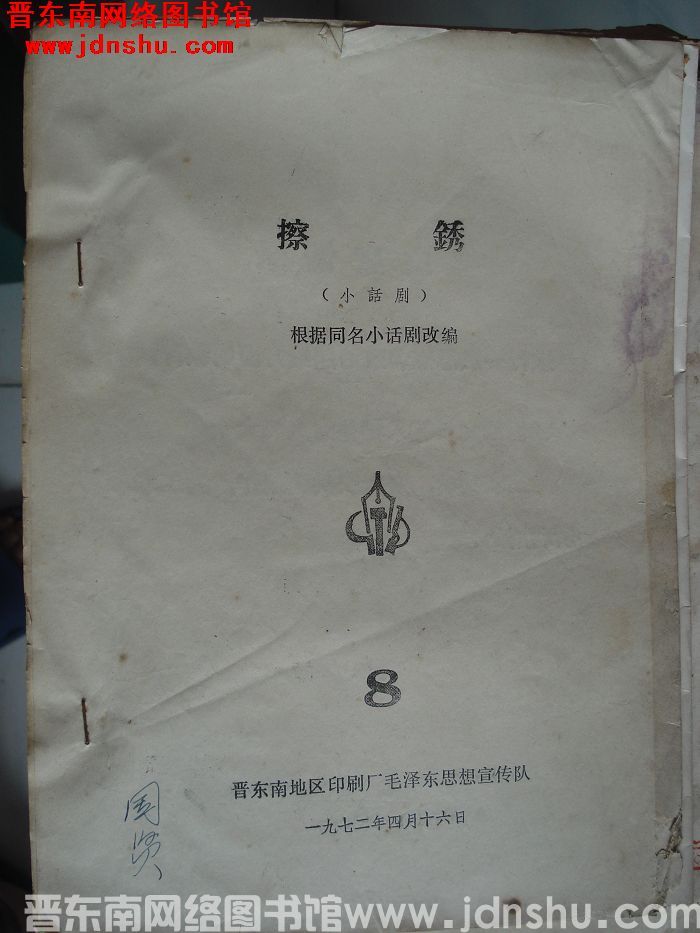 晋东南网络图书馆
www.jdnshu.com
擦 銹
（小話剧）
根据同名小话剧改编
8
晋东南地区印刷厂毛泽东思想宣传队
一九七二年四月十六日
国贤
晋东南网络图书馆www.jdnshu.com